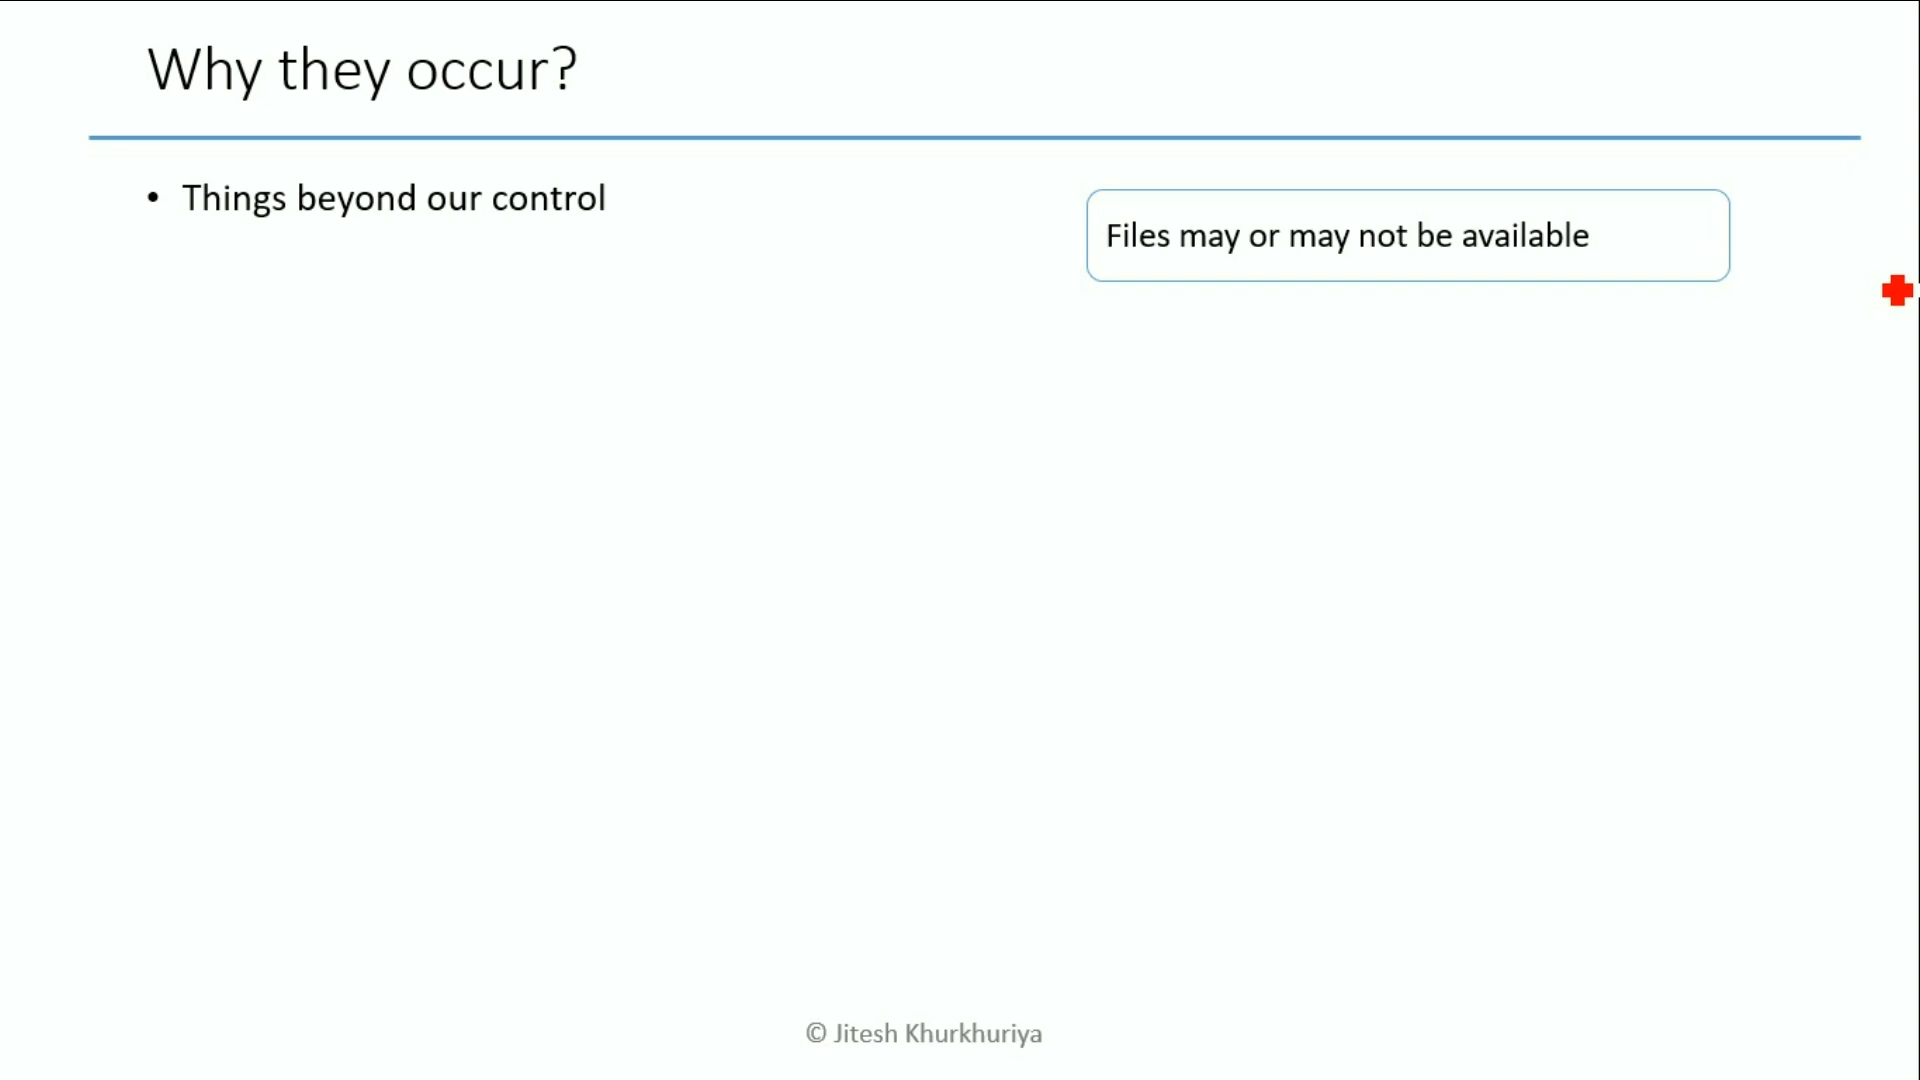 Why they occur?
• Things beyond our control
Files may or may not be available
© Jitesh Khurkhuriya